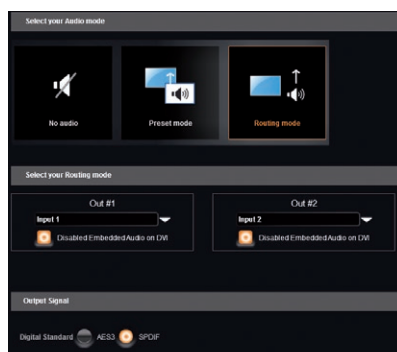 Select your Audio mode
No audio
Preset mode
Routing mode
Select your Routing mode
Out #1
Out #2
Input 1
Input 2
Disabled Embedded Audio on DVI
Disabled Embedded Audio on DVI
Output Signal
Digital Standard AES3 SPDIF